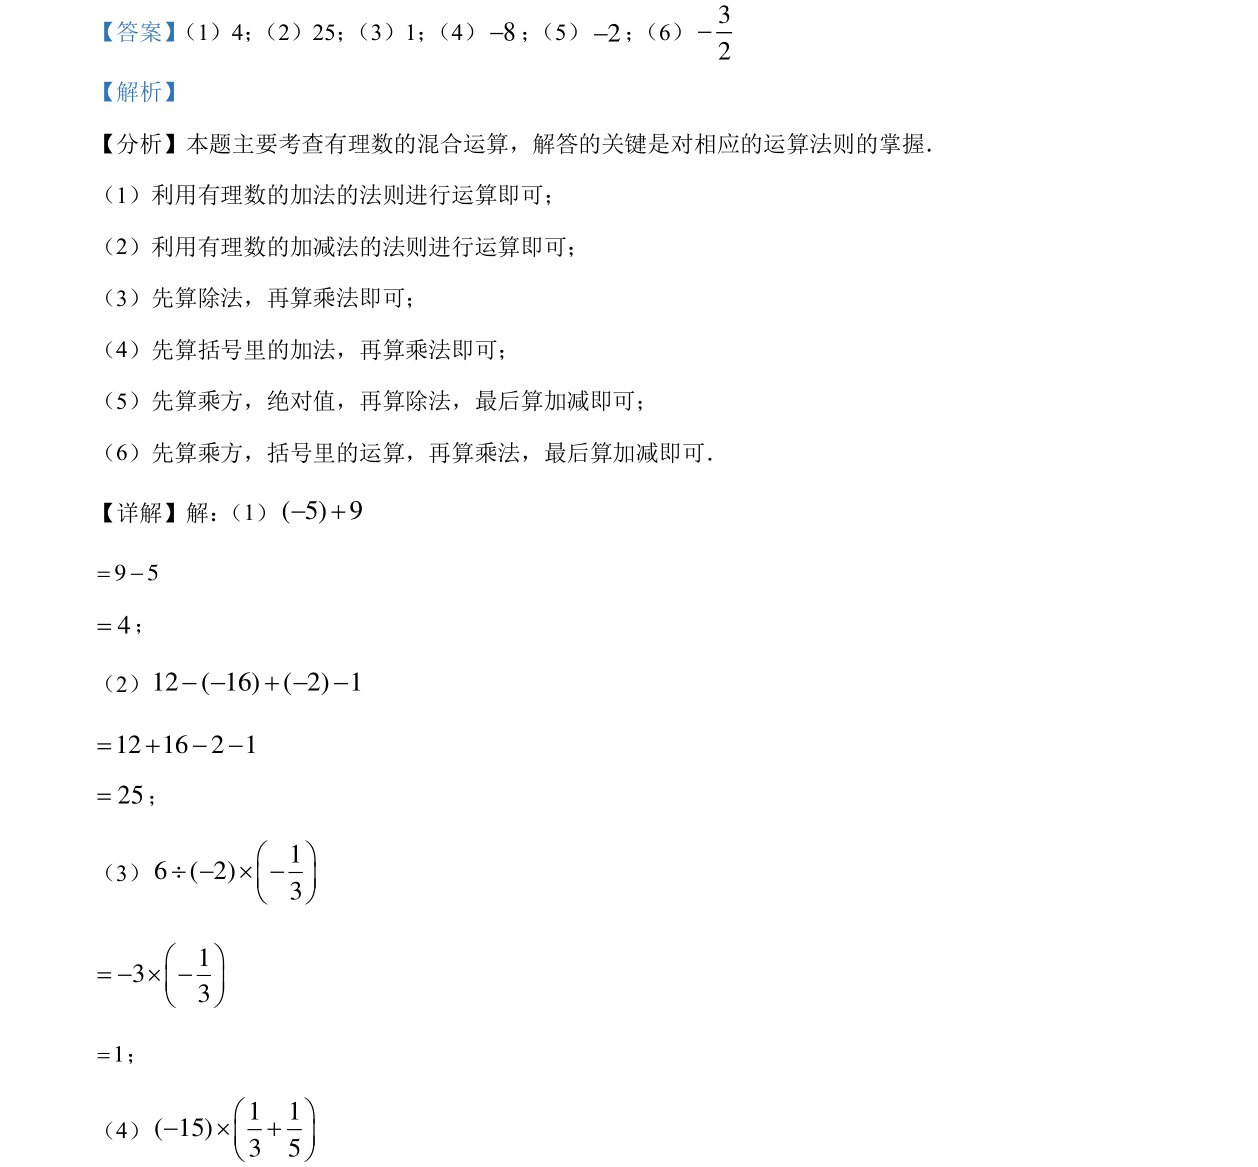 【答案】（1）4；（2）25；（3）1；（4）−8；（5）−2；（6）−3/2
【解析】
【分析】本题主要考查有理数的混合运算，解答的关键是对相应的运算法则的掌握．
（1）利用有理数的加法的法则进行运算即可；
（2）利用有理数的加减法的法则进行运算即可；
（3）先算除法，再算乘法即可；
（4）先算括号里的加法，再算乘法即可；
（5）先算乘方，绝对值，再算除法，最后算加减即可；
（6）先算乘方，括号里的运算，再算乘法，最后算加减即可．
【详解】解：（1）(−5)+9
=9−5
=4；
（2）12−(−16)+(−2)−1
=12+16−2−1
=25；
（3）6÷(−2)×(−1/3)
=−3×(−1/3)
=1；
（4）(−15)×(1/3+1/5)